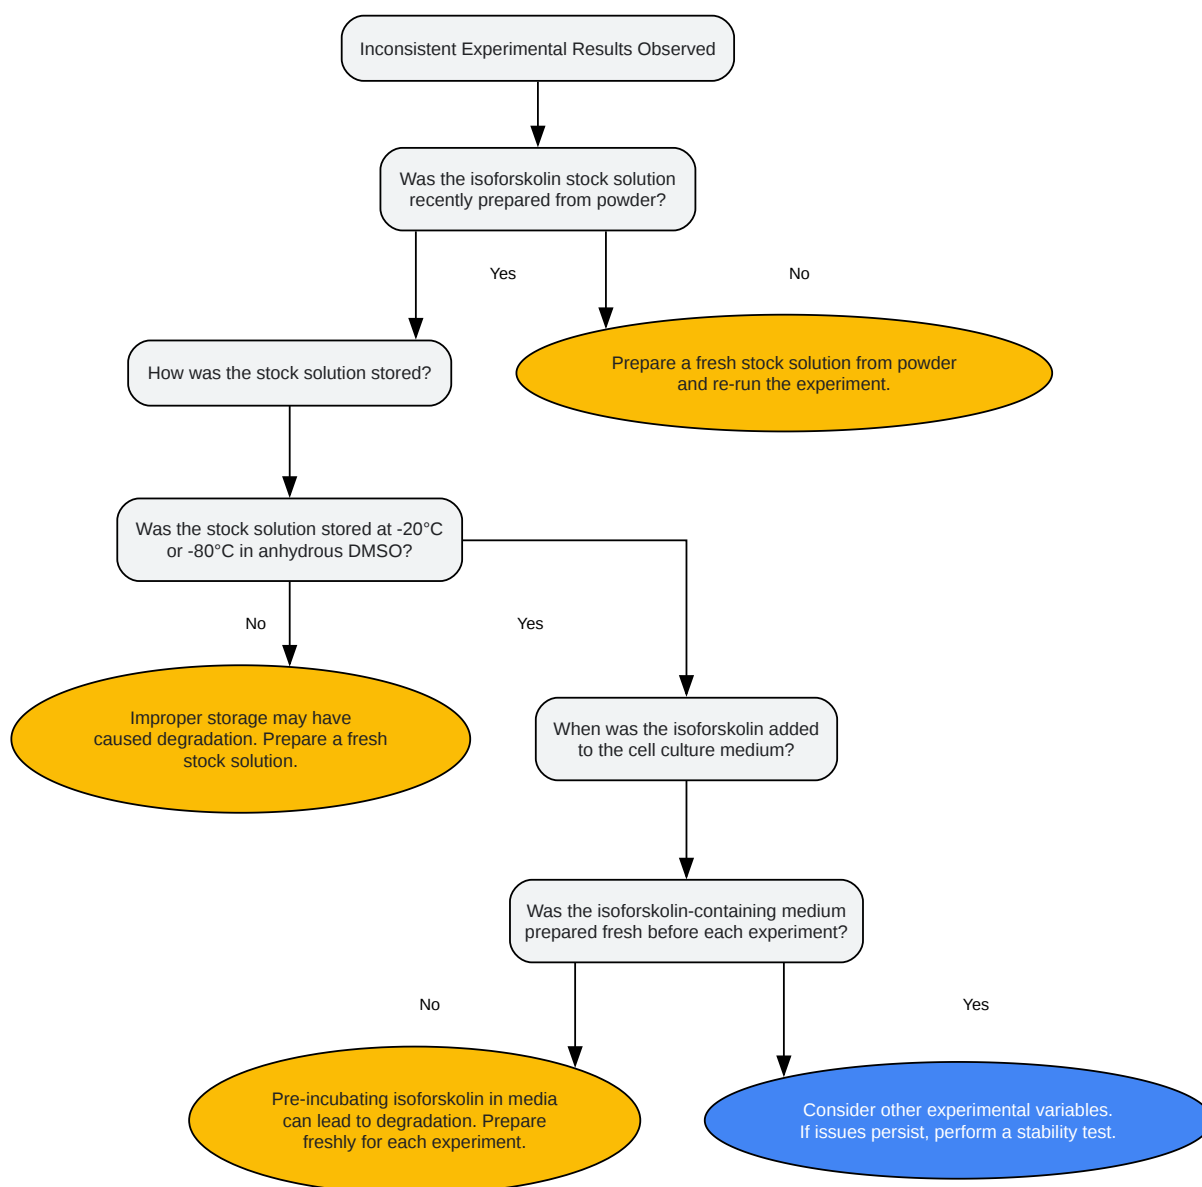 Inconsistent Experimental Results Observed
Was the isoforskolin stock solution
recently prepared from powder?
Yes
No
How was the stock solution stored?
Prepare a fresh stock solution from powder
and re-run the experiment.
Was the stock solution stored at -20°C
or -80°C in anhydrous DMSO?
No
Yes
Improper storage may have
caused degradation. Prepare a fresh
stock solution.
When was the isoforskolin added
to the cell culture medium?
Was the isoforskolin-containing medium
prepared fresh before each experiment?
No
Yes
Pre-incubating isoforskolin in media
can lead to degradation. Prepare
freshly for each experiment.
Consider other experimental variables.
If issues persist, perform a stability test.